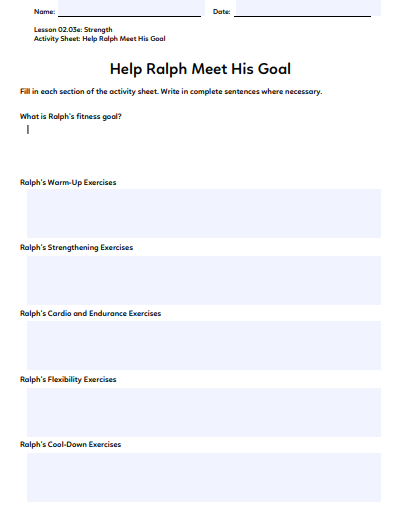 Name:
Date:
Lesson 02.03e: Strength
Activity Sheet: Help Ralph Meet His Goal
Help Ralph Meet His Goal
Fill in each section of the activity sheet. Write in complete sentences where necessary.
What is Ralph's fitness goal?
Ralph's Warm-Up Exercises
Ralph's Strengthening Exercises
Ralph's Cardio and Endurance Exercises
Ralph's Flexibility Exercises
Ralph's Cool-Down Exercises